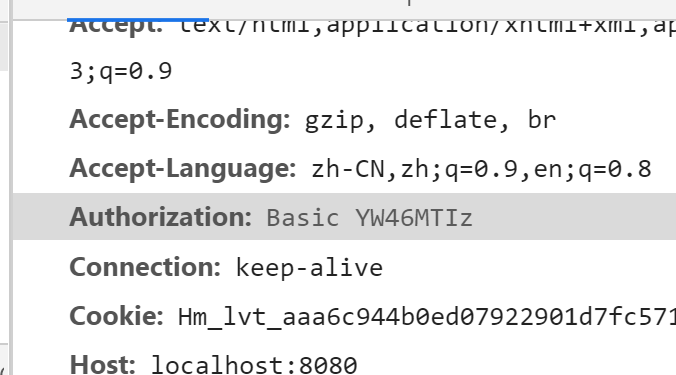 Accept: text/html,application/xhtml+xml,ap
3;q=0.9
Accept-Encoding: gzip, deflate, br
Accept-Language: zh-CN,zh;q=0.9,en;q=0.8
Authorization: Basic YW46MTIz
Connection: keep-alive
Cookie: Hm_lvt_aaa6c944b0ed07922901d7fc571
Host: localhost:8080